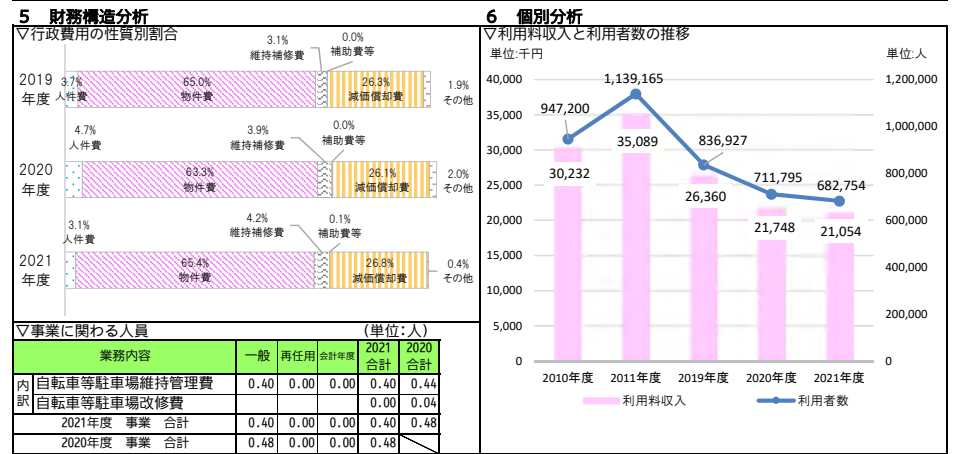 ５　財務構造分析
▽行政費用の性質別割合
2019
年度
3.7%
人件費
65.0%
物件費
3.1%
維持補修費
0.0%
補助費等
26.3%
減価償却費
1.9%
その他
2020
年度
4.7%
人件費
63.3%
物件費
3.9%
維持補修費
0.0%
補助費等
26.1%
減価償却費
2.0%
その他
2021
年度
3.1%
人件費
65.4%
物件費
4.2%
維持補修費
0.1%
補助費等
26.8%
減価償却費
0.4%
その他
▽事業に関わる人員　（単位：人）
業務内容 一般 再任用 会計年度 2021合計 2020合計
内訳 自転車等駐車場維持管理費 0.40 0.00 0.00 0.40 0.44
自転車等駐車場改修費 0.00 0.04
2021年度　事業　合計 0.40 0.00 0.00 0.40 0.48
2020年度　事業　合計 0.48 0.00 0.00 0.48
６　個別分析
▽利用料収入と利用者数の推移
単位:千円 単位:人
40,000
35,000
30,000
25,000
20,000
15,000
10,000
5,000
0
1,200,000
1,000,000
800,000
600,000
400,000
200,000
0
947,200
1,139,165
836,927
711,795
682,754
30,232
35,089
26,360
21,748
21,054
2010年度 2011年度 2019年度 2020年度 2021年度
利用料収入 利用者数